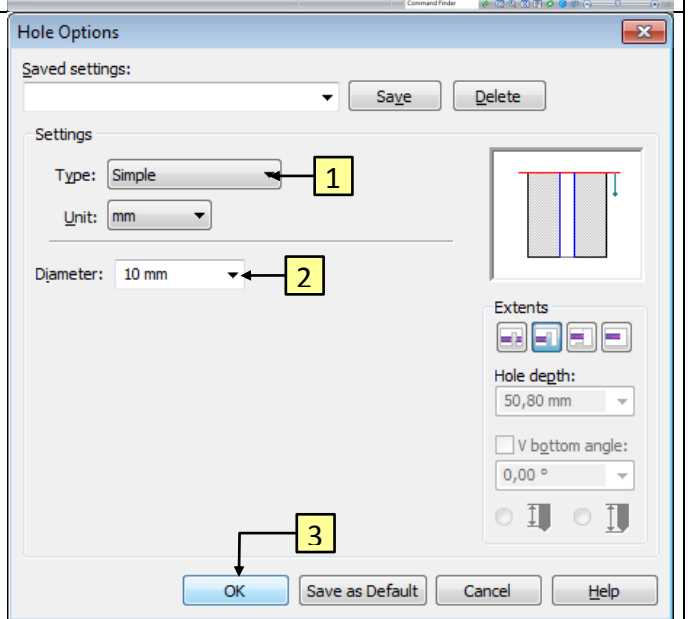 Command Finder
Hole Options
Saved settings:
Save
Delete
Settings
Type: Simple
1
Unit: mm
Diameter: 10 mm
2
Extents
Hole depth:
50,80 mm
V bottom angle:
0,00 °
3
OK
Save as Default
Cancel
Help